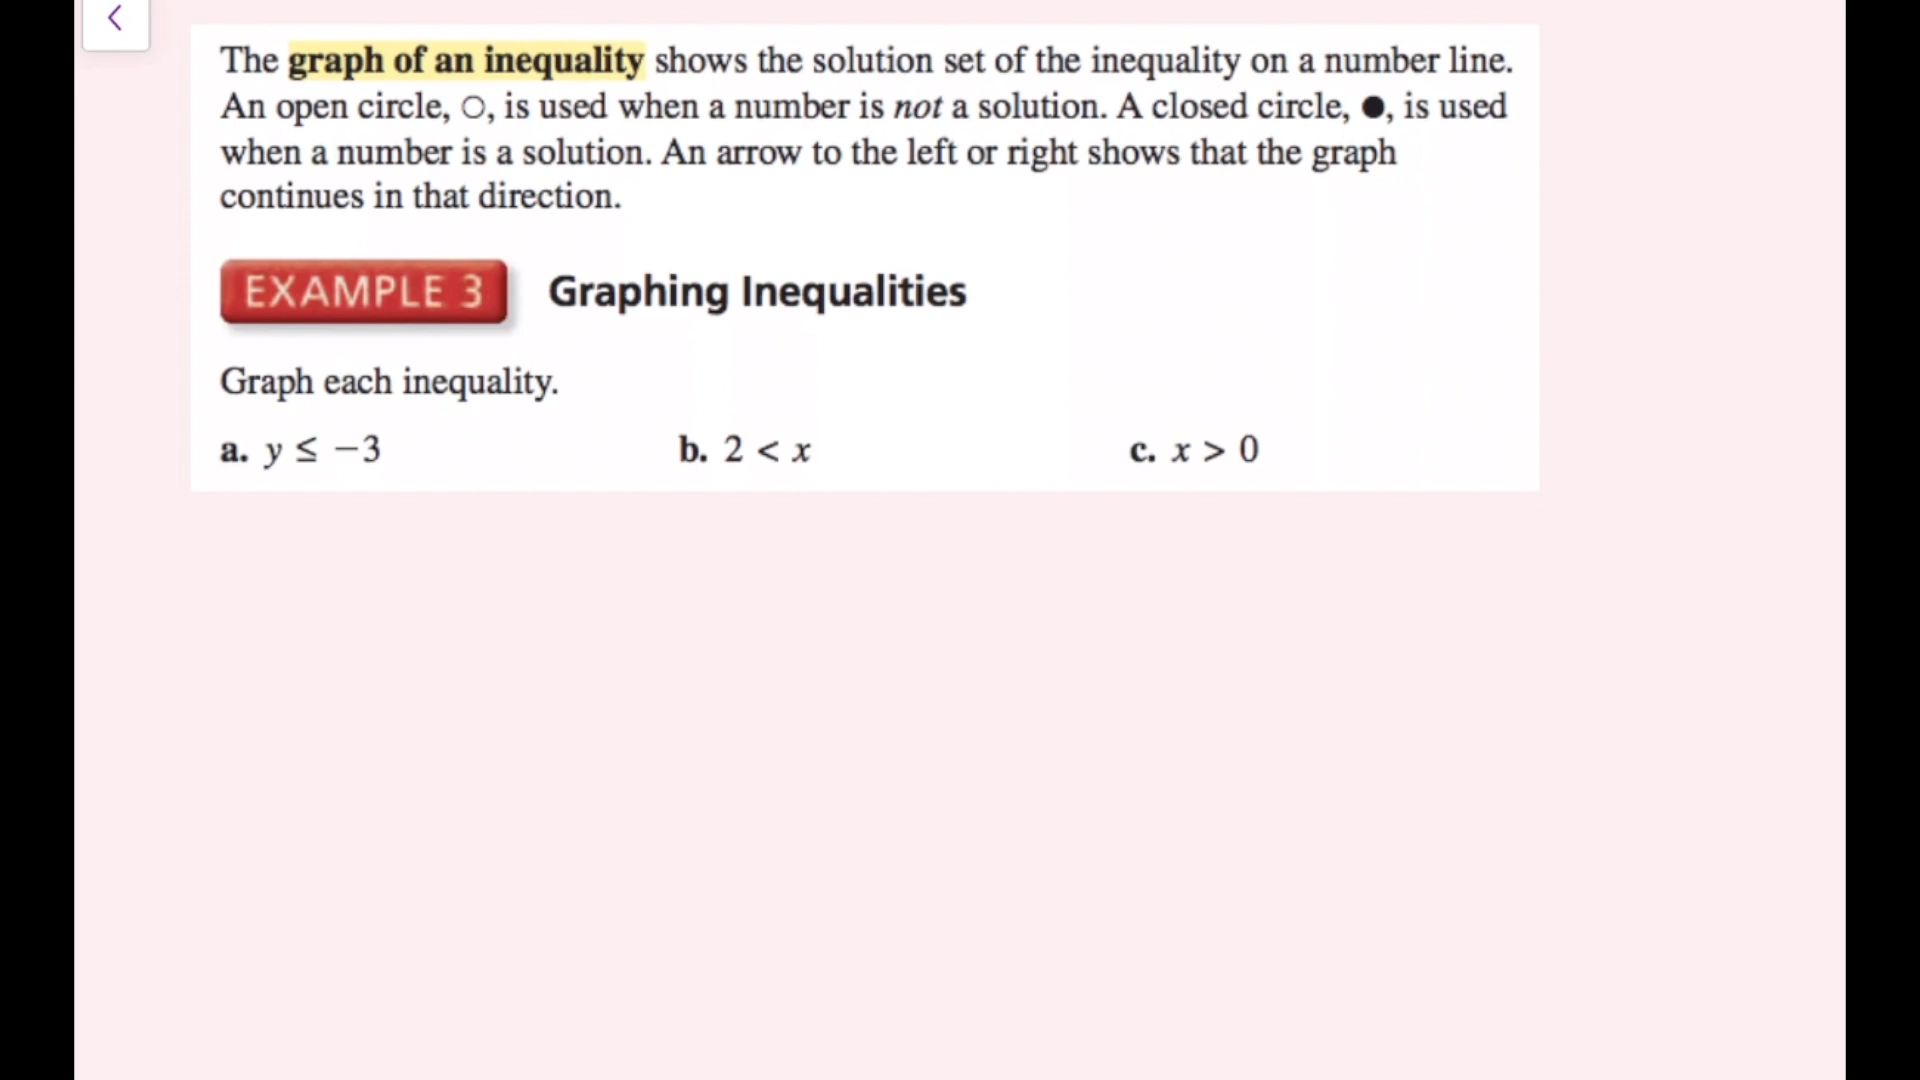 The graph of an inequality shows the solution set of the inequality on a number line.
An open circle, ○, is used when a number is not a solution. A closed circle, ●, is used
when a number is a solution. An arrow to the left or right shows that the graph
continues in that direction.
EXAMPLE 3 Graphing Inequalities
Graph each inequality.
a. y ≤ −3 b. 2 < x c. x > 0